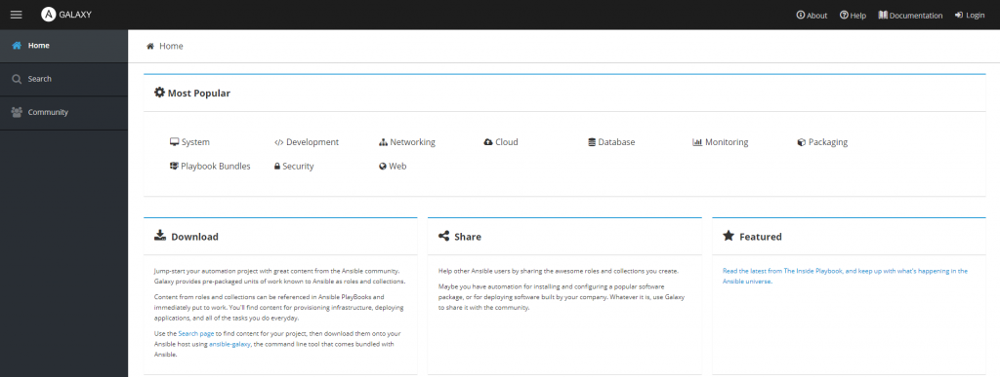 A GALAXY
About
Help
Documentation
Login
Home
Search
Community
Home
Most Popular
System
Development
Networking
Cloud
Database
Monitoring
Packaging
Playbook Bundles
Security
Web
Download
Jump-start your automation project with great content from the Ansible community.
Galaxy provides pre-packaged units of work known to Ansible as roles and collections.
Content from roles and collections can be referenced in Ansible PlayBooks and
immediately put to work. You'll find content for provisioning infrastructure, deploying
applications, and all of the tasks you do everyday.
Use the Search page to find content for your project, then download them onto your
Ansible host using ansible-galaxy, the command line tool that comes bundled with
Ansible.
Share
Help other Ansible users by sharing the awesome roles and collections you create.
Maybe you have automation for installing and configuring a popular software
package, or for deploying software built by your company. Whatever it is, use Galaxy
to share it with the community.
Featured
Read the latest from The Inside Playbook, and keep up with what's happening in the
Ansible universe.